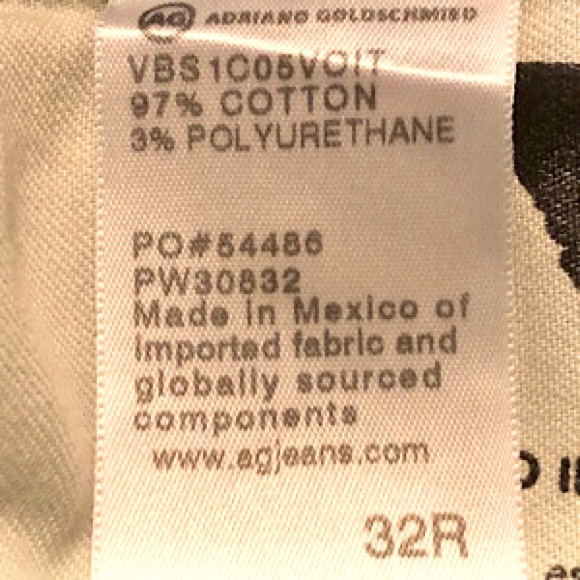 AG ADRIANO GOLDSCHMIED
VBS1C05VOIT
97% COTTON
3% POLYURETHANE
PO#54486
PW30832
Made in Mexico of
imported fabric and
globally sourced
components
www.agjeans.com
32R